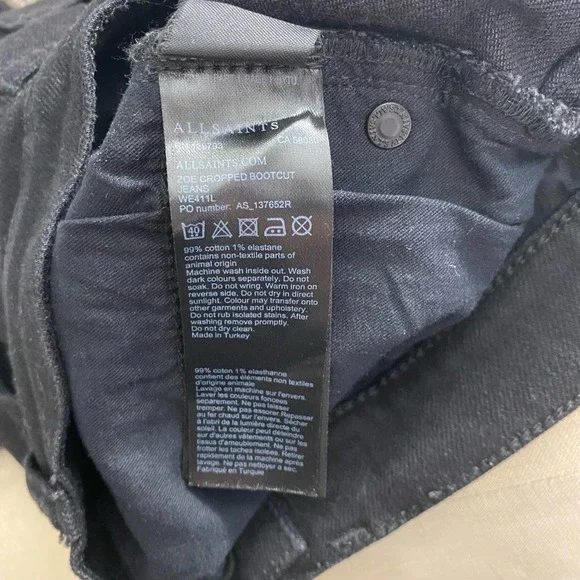 ALLSAINTS
CA 56050
ALLSAINTS.COM
ZOE CROPPED BOOTCUT
JEANS
WE411L
PO number: AS_137652R
40
99% cotton 1% elastane
contains non-textile parts of
animal origin
Machine wash inside out. Wash
dark colours separately. Do not
soak. Do not wring. Warm iron on
reverse side. Do not dry in direct
sunlight. Colour may transfer onto
other garments and upholstery.
Do not rub isolated stains. After
washing remove promptly.
Do not dry clean.
Made in Turkey
99% coton 1% elasthanne
contient des éléments non textiles
d'origine animale
Lavage en machine sur l'envers.
Laver les couleurs foncées
séparement. Ne pas laisser
tremper. Ne pas essorer Repasser
au fer chaud sur l'envers. Sécher
à l'abri de la lumière directe du
soleil. La couleur peut déteindre
sur d'autres vêtements ou sur les
tissus d'ameublement. Ne pas
frotter les taches isolées. Retirer
rapidement de la machine après
lavage. Ne pas nettoyer a sec.
Fabriqué en Turquie